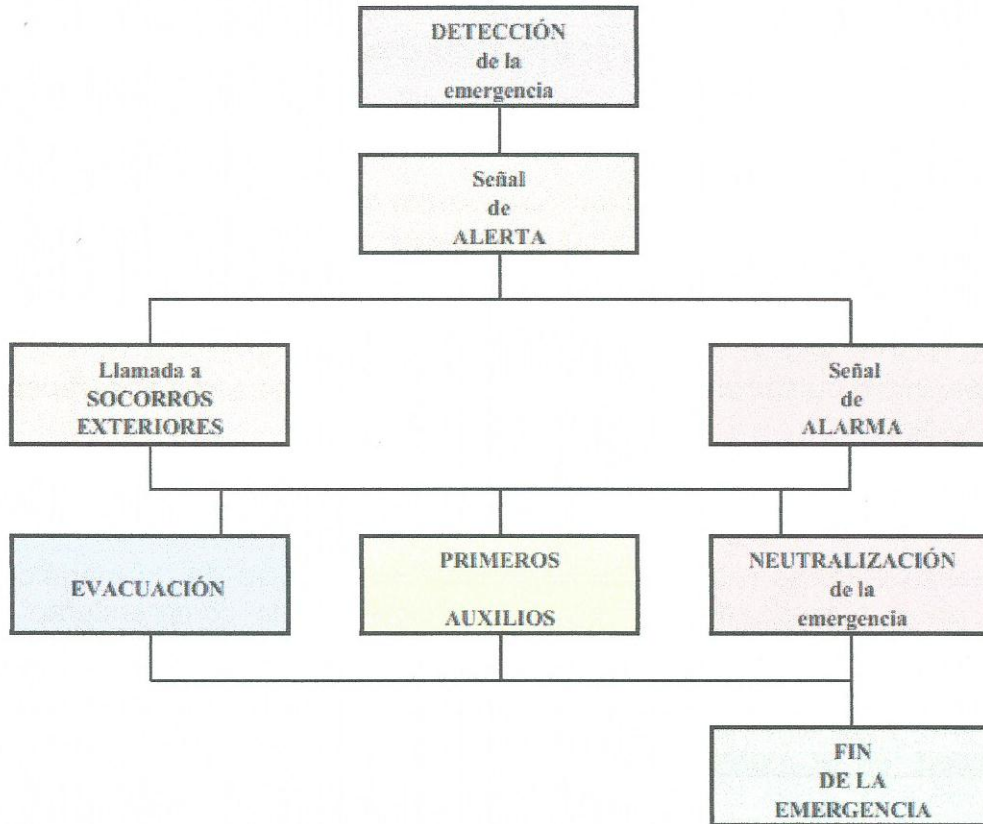 DETECCIÓN
de la
emergencia
Señal
de
ALERTA
Llamada a
SOCORROS
EXTERIORES
Señal
de
ALARMA
EVACUACIÓN
PRIMEROS
AUXILIOS
NEUTRALIZACIÓN
de la
emergencia
FIN
DE LA
EMERGENCIA